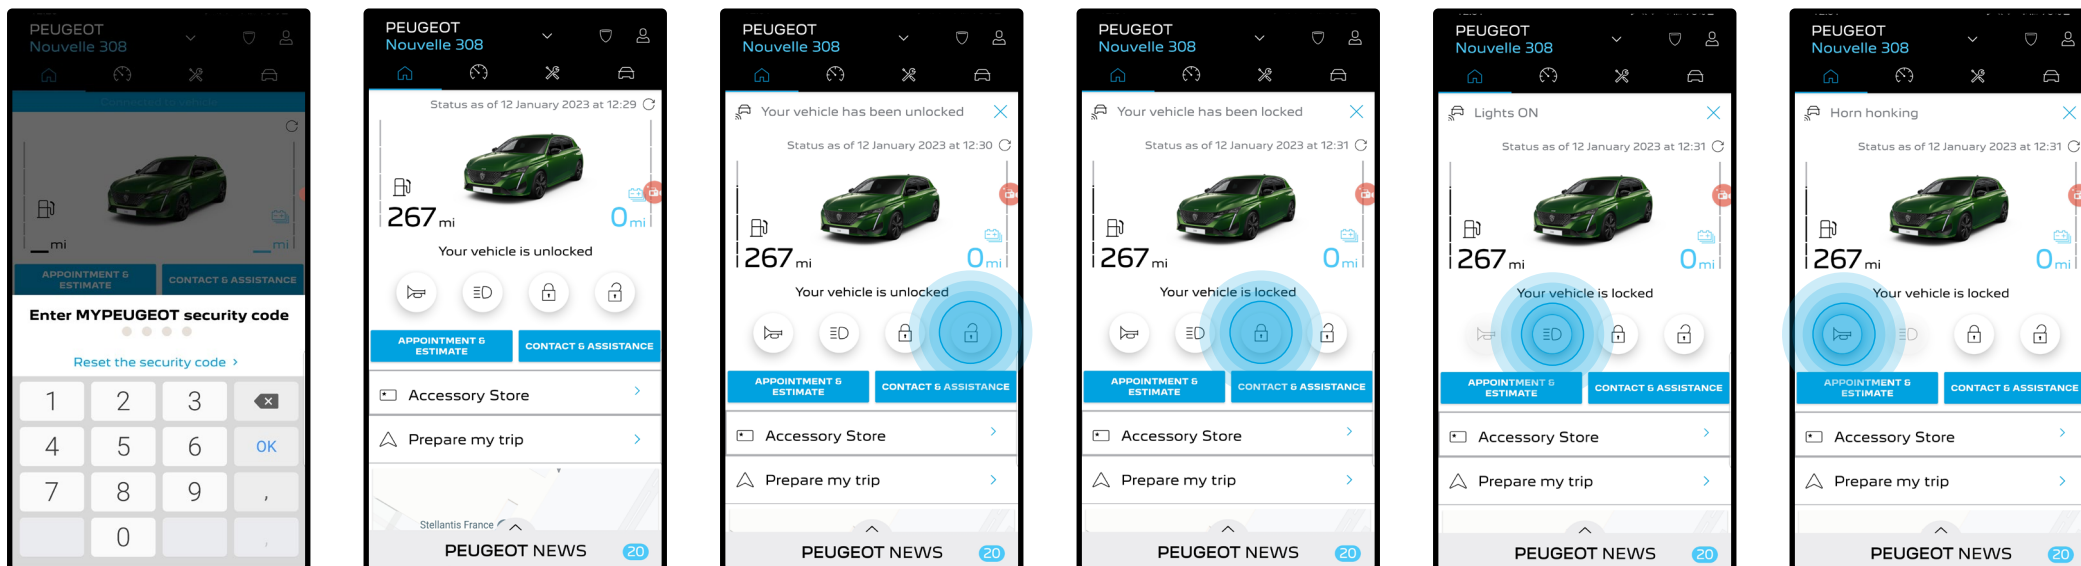 PEUGEOT
Nouvelle 308
Connected to vehicle
mi
mi
APPOINTMENT &
ESTIMATE
CONTACT & ASSISTANCE
Enter MYPEUGEOT security code
Reset the security code >
1 2 3
4 5 6 OK
7 8 9 ,
0 ,
PEUGEOT
Nouvelle 308
Status as of 12 January 2023 at 12:29
267 mi
0 mi
Your vehicle is unlocked
APPOINTMENT &
ESTIMATE
CONTACT & ASSISTANCE
Accessory Store
Prepare my trip
Stellantis France
PEUGEOT NEWS 20
PEUGEOT
Nouvelle 308
Your vehicle has been unlocked
Status as of 12 January 2023 at 12:30
267 mi
0 mi
Your vehicle is unlocked
APPOINTMENT &
ESTIMATE
CONTACT & ASSISTANCE
Accessory Store
Prepare my trip
PEUGEOT NEWS 20
PEUGEOT
Nouvelle 308
Your vehicle has been locked
Status as of 12 January 2023 at 12:31
267 mi
0 mi
Your vehicle is locked
APPOINTMENT &
ESTIMATE
CONTACT & ASSISTANCE
Accessory Store
Prepare my trip
PEUGEOT NEWS 20
PEUGEOT
Nouvelle 308
Lights ON
Status as of 12 January 2023 at 12:31
267 mi
0 mi
Your vehicle is locked
APPOINTMENT &
ESTIMATE
CONTACT & ASSISTANCE
Accessory Store
Prepare my trip
PEUGEOT NEWS 20
PEUGEOT
Nouvelle 308
Horn honking
Status as of 12 January 2023 at 12:31
267 mi
0 mi
Your vehicle is locked
APPOINTMENT &
ESTIMATE
CONTACT & ASSISTANCE
Accessory Store
Prepare my trip
PEUGEOT NEWS 20